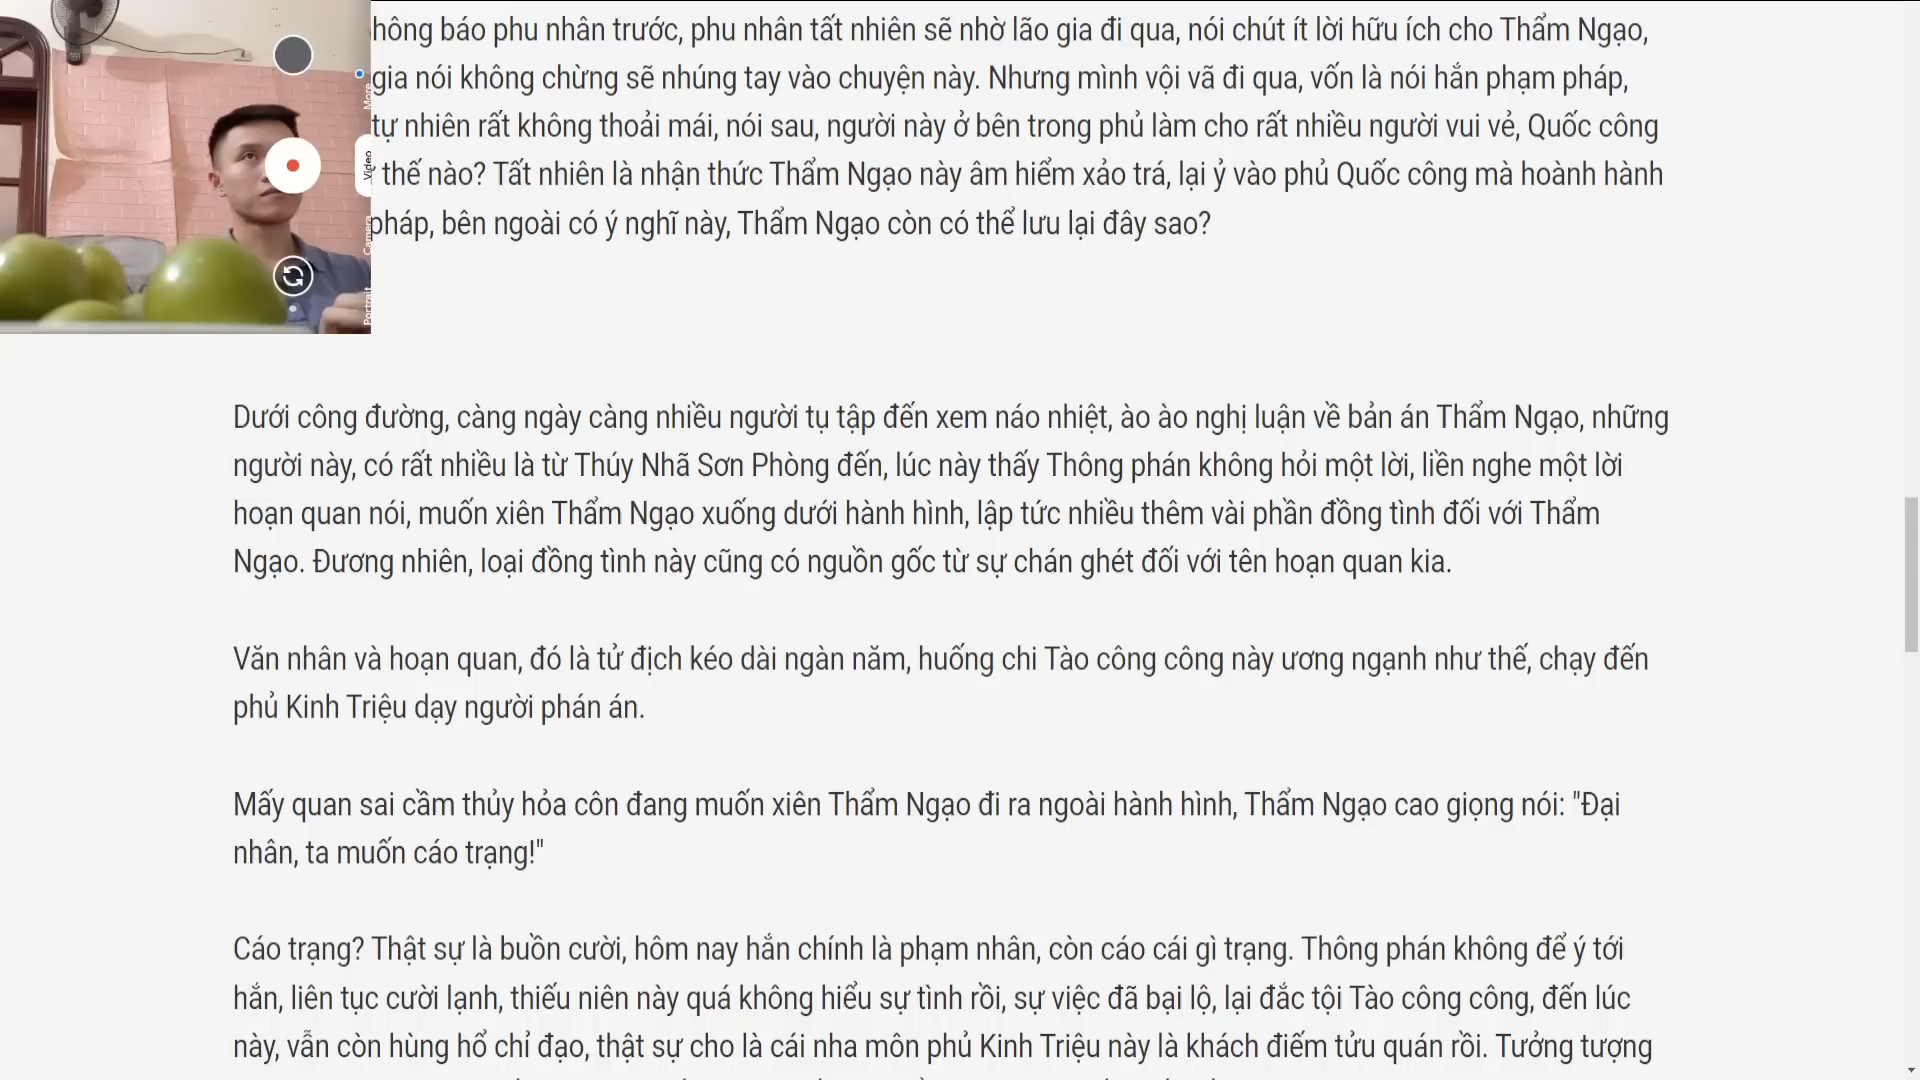 hông báo phu nhân trước, phu nhân tất nhiên sẽ nhờ lão gia đi qua, nói chút ít lời hữu ích cho Thẩm Ngạo,
gia nói không chừng sẽ nhúng tay vào chuyện này. Nhưng mình vội vã đi qua, vốn là nói hắn phạm pháp,
tự nhiên rất không thoải mái, nói sau, người này ở bên trong phủ làm cho rất nhiều người vui vẻ, Quốc công
thế nào? Tất nhiên là nhận thức Thẩm Ngạo này âm hiểm xảo trá, lại ỷ vào phủ Quốc công mà hoành hành
pháp, bên ngoài có ý nghĩ này, Thẩm Ngạo còn có thể lưu lại đây sao?
More
Video
Camera
Portrait
Dưới công đường, càng ngày càng nhiều người tụ tập đến xem náo nhiệt, ào ào nghị luận về bản án Thẩm Ngạo, những
người này, có rất nhiều là từ Thúy Nhã Sơn Phòng đến, lúc này thấy Thông phán không hỏi một lời, liền nghe một lời
hoạn quan nói, muốn xiên Thẩm Ngạo xuống dưới hành hình, lập tức nhiều thêm vài phần đồng tình đối với Thẩm
Ngạo. Đương nhiên, loại đồng tình này cũng có nguồn gốc từ sự chán ghét đối với tên hoạn quan kia.
Văn nhân và hoạn quan, đó là tử địch kéo dài ngàn năm, huống chi Tào công công này ương ngạnh như thế, chạy đến
phủ Kinh Triệu dạy người phán án.
Mấy quan sai cầm thủy hỏa côn đang muốn xiên Thẩm Ngạo đi ra ngoài hành hình, Thẩm Ngạo cao giọng nói: "Đại
nhân, ta muốn cáo trạng!"
Cáo trạng? Thật sự là buồn cười, hôm nay hắn chính là phạm nhân, còn cáo cái gì trạng. Thông phán không để ý tới
hắn, liên tục cười lạnh, thiếu niên này quá không hiểu sự tình rồi, sự việc đã bại lộ, lại đắc tội Tào công công, đến lúc
này, vẫn còn hùng hổ chỉ đạo, thật sự cho là cái nha môn phủ Kinh Triệu này là khách điếm tửu quán rồi. Tưởng tượng